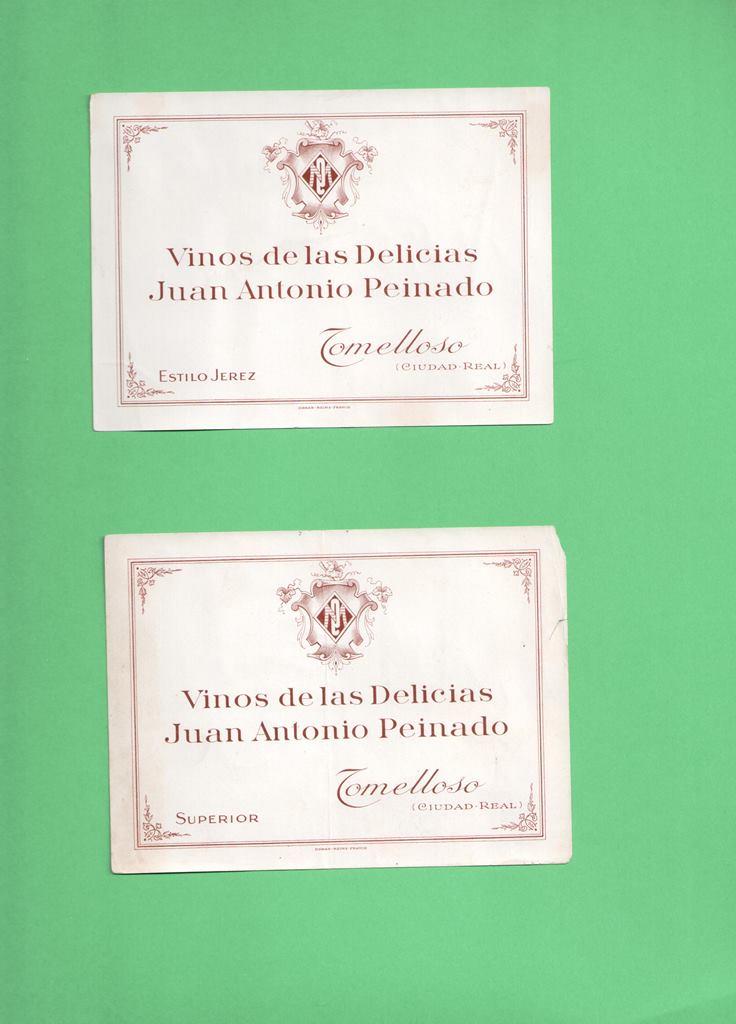 Vinos de las Delicias
Juan Antonio Peinado
Tomelloso
(CIUDAD-REAL)
ESTILO JEREZ
Vinos de las Delicias
Juan Antonio Peinado
Tomelloso
(CIUDAD-REAL)
SUPERIOR